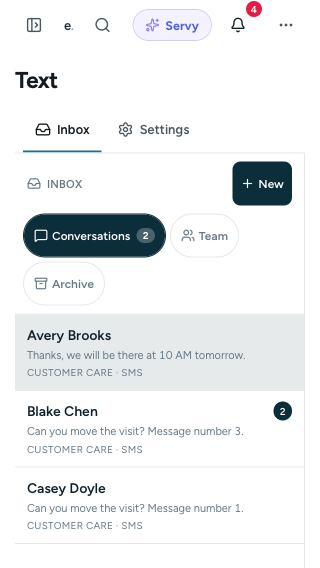 e.
Servy
4
Text
Inbox
Settings
INBOX
New
Conversations 2
Team
Archive
Avery Brooks
Thanks, we will be there at 10 AM tomorrow.
CUSTOMER CARE · SMS
Blake Chen
2
Can you move the visit? Message number 3.
CUSTOMER CARE · SMS
Casey Doyle
Can you move the visit? Message number 1.
CUSTOMER CARE · SMS